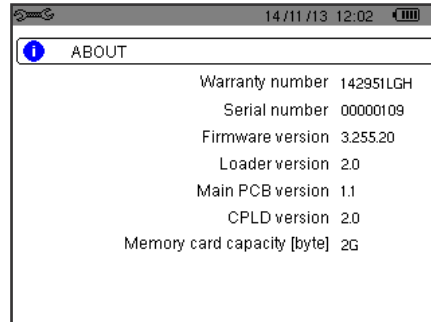 14/11/13 12:02
ABOUT
Warranty number 142951LGH
Serial number 00000109
Firmware version 3.255.20
Loader version 2.0
Main PCB version 1.1
CPLD version 2.0
Memory card capacity [byte] 2G